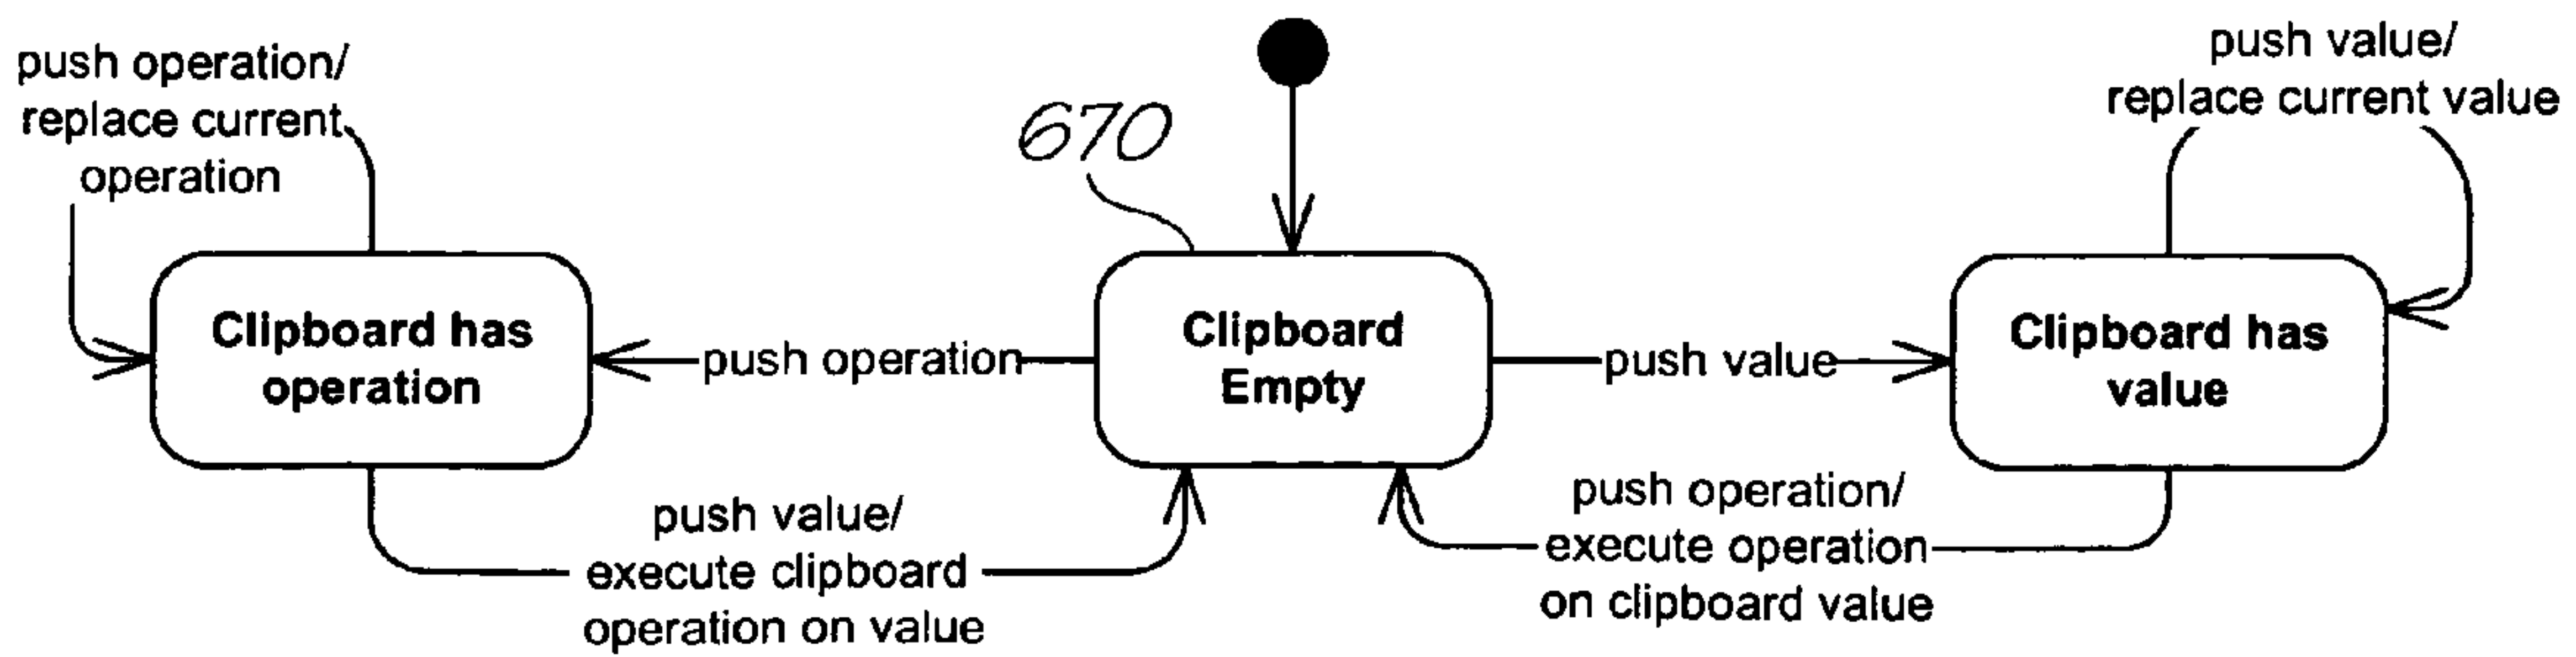 push operation/
replace current
operation
670
push value/
replace current value
Clipboard has
operation
push operation
Clipboard
Empty
push value
Clipboard has
value
push value/
execute clipboard
operation on value
push operation/
execute operation
on clipboard value